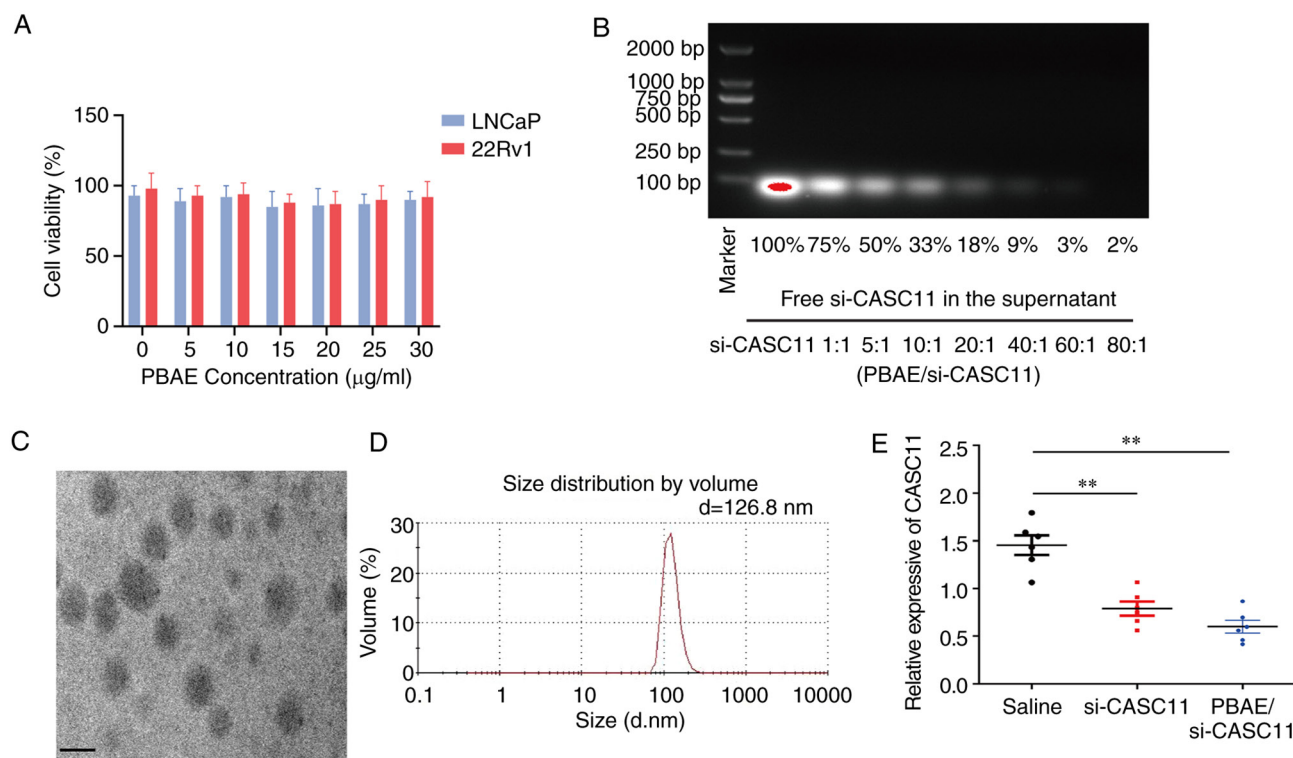 A
150
100
50
0
Cell viability (%)
LNCaP
22Rv1
0 5 10 15 20 25 30
PBAE Concentration (μg/ml)
B
2000 bp
1000 bp
750 bp
500 bp
250 bp
100 bp
Marker
100% 75% 50% 33% 18% 9% 3% 2%
Free si-CASC11 in the supernatant
si-CASC11 1:1 5:1 10:1 20:1 40:1 60:1 80:1
(PBAE/si-CASC11)
C
D
Size distribution by volume
d=126.8 nm
30
20
10
0
Volume (%)
0.1 1 10 100 1000 10000
Size (d.nm)
E
2.5
2.0
1.5
1.0
0.5
0.0
Relative expressive of CASC11
**
**
Saline si-CASC11 PBAE/
si-CASC11